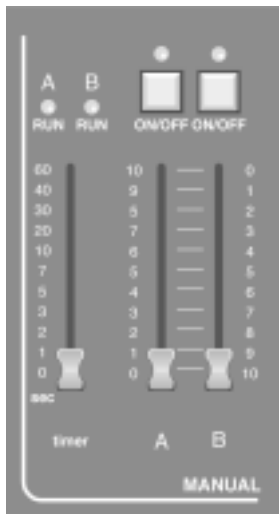 A B
RUN RUN ON/OFF ON/OFF
60 10 0
40 9 1
30 8 2
20 7 3
10 6 4
7 5 5
5 4 6
3 3 7
2 2 8
1 1 9
0 0 10
sec
timer A B
MANUAL